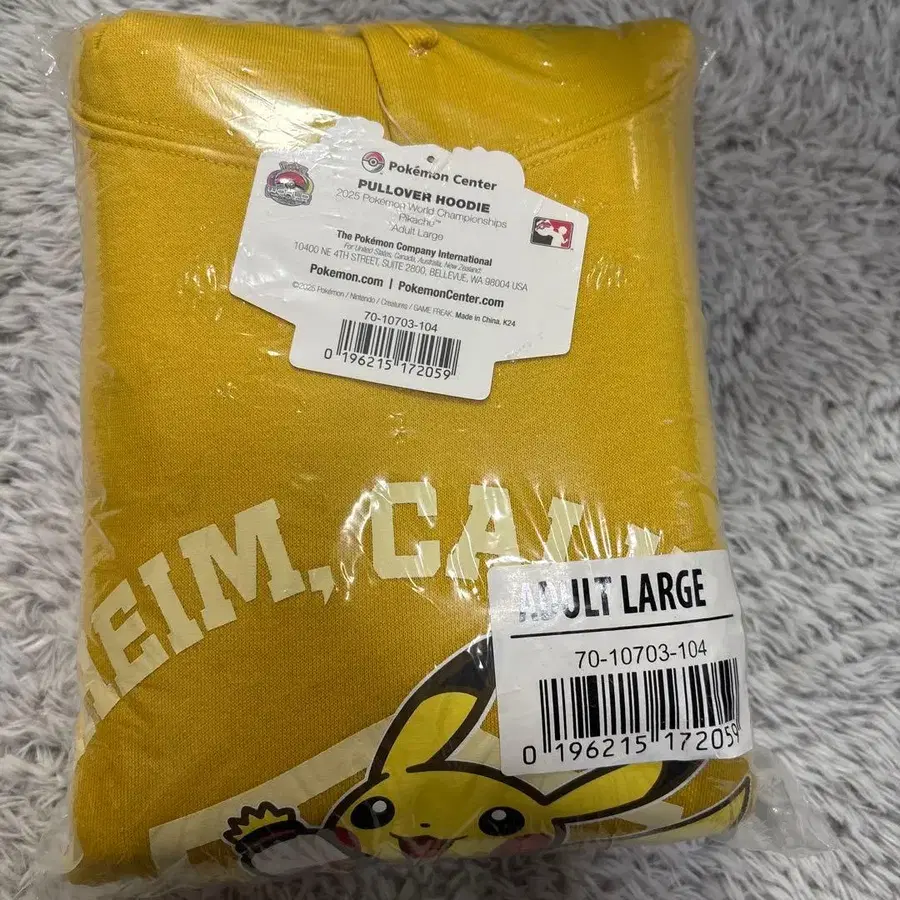 Pokémon Center
PULLOVER HOODIE
2025 Pokémon World Championships
Pikachu™
Adult Large
The Pokémon Company International
For United States, Canada, Australia, New Zealand:
10400 NE 4TH STREET, SUITE 2800, BELLEVUE, WA 98004 USA
Pokemon.com | PokemonCenter.com
©2025 Pokémon / Nintendo / Creatures / GAME FREAK. Made in China. K24
70-10703-104
0 196215 172059
HEIM, CAL
ADULT LARGE
70-10703-104
0 196215 172059